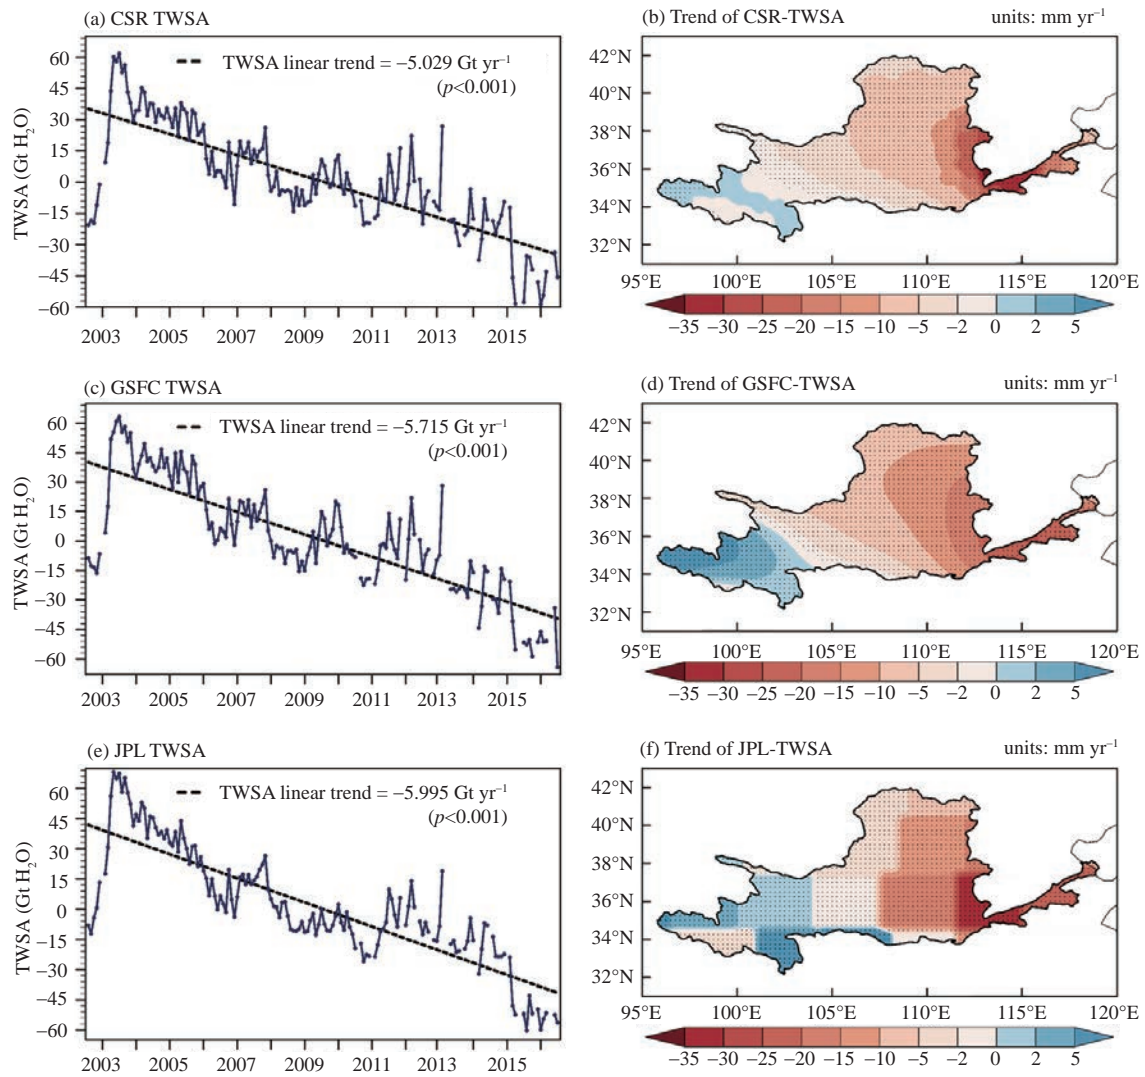 (a) CSR TWSA
TWSA linear trend = −5.029 Gt yr⁻¹
(p<0.001)
TWSA (Gt H₂O)
60
45
30
15
0
−15
−30
−45
−60
2003 2005 2007 2009 2011 2013 2015
(b) Trend of CSR-TWSA units: mm yr⁻¹
42°N
40°N
38°N
36°N
34°N
32°N
95°E 100°E 105°E 110°E 115°E 120°E
−35 −30 −25 −20 −15 −10 −5 −2 0 2 5
(c) GSFC TWSA
TWSA linear trend = −5.715 Gt yr⁻¹
(p<0.001)
TWSA (Gt H₂O)
60
45
30
15
0
−15
−30
−45
−60
2003 2005 2007 2009 2011 2013 2015
(d) Trend of GSFC-TWSA units: mm yr⁻¹
42°N
40°N
38°N
36°N
34°N
32°N
95°E 100°E 105°E 110°E 115°E 120°E
−35 −30 −25 −20 −15 −10 −5 −2 0 2 5
(e) JPL TWSA
TWSA linear trend = −5.995 Gt yr⁻¹
(p<0.001)
TWSA (Gt H₂O)
60
45
30
15
0
−15
−30
−45
−60
2003 2005 2007 2009 2011 2013 2015
(f) Trend of JPL-TWSA units: mm yr⁻¹
42°N
40°N
38°N
36°N
34°N
32°N
95°E 100°E 105°E 110°E 115°E 120°E
−35 −30 −25 −20 −15 −10 −5 −2 0 2 5